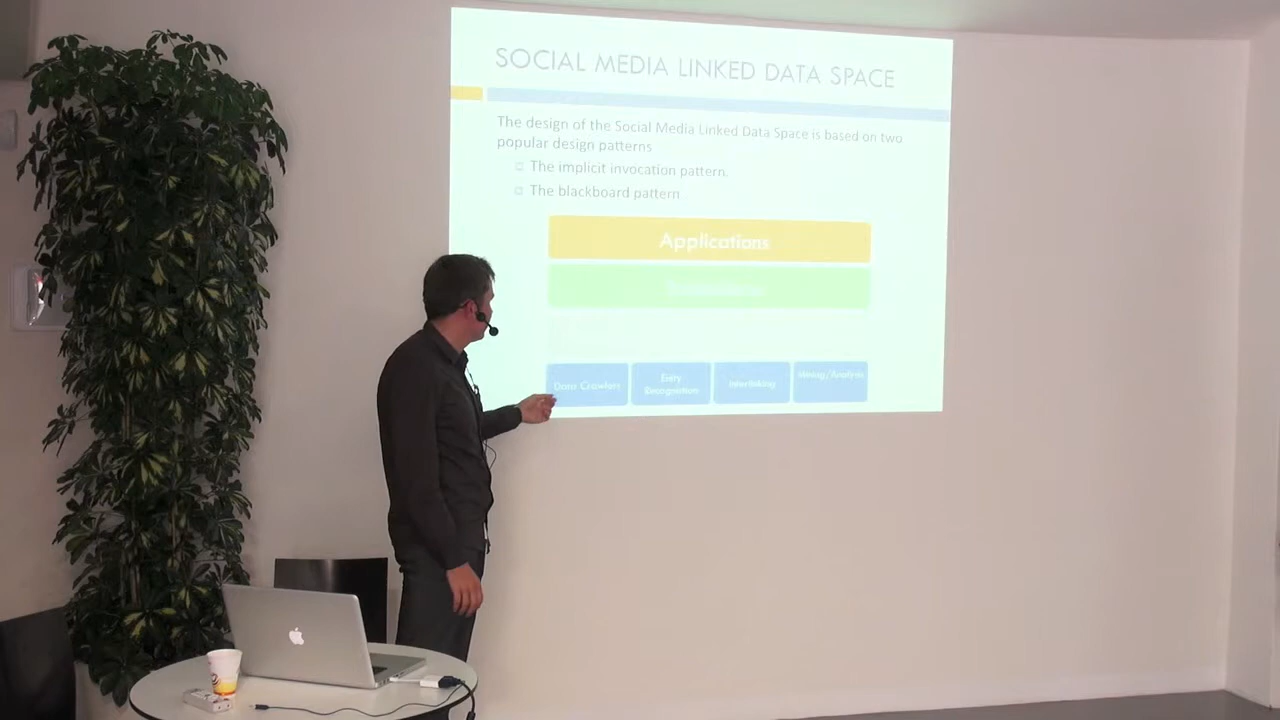 SOCIAL MEDIA LINKED DATA SPACE
The design of the Social Media Linked Data Space is based on two
popular design patterns
The implicit invocation pattern.
The blackboard pattern
Applications
Data Crawlers
Entity
Recognition
Interlinking
Mining/Analysis